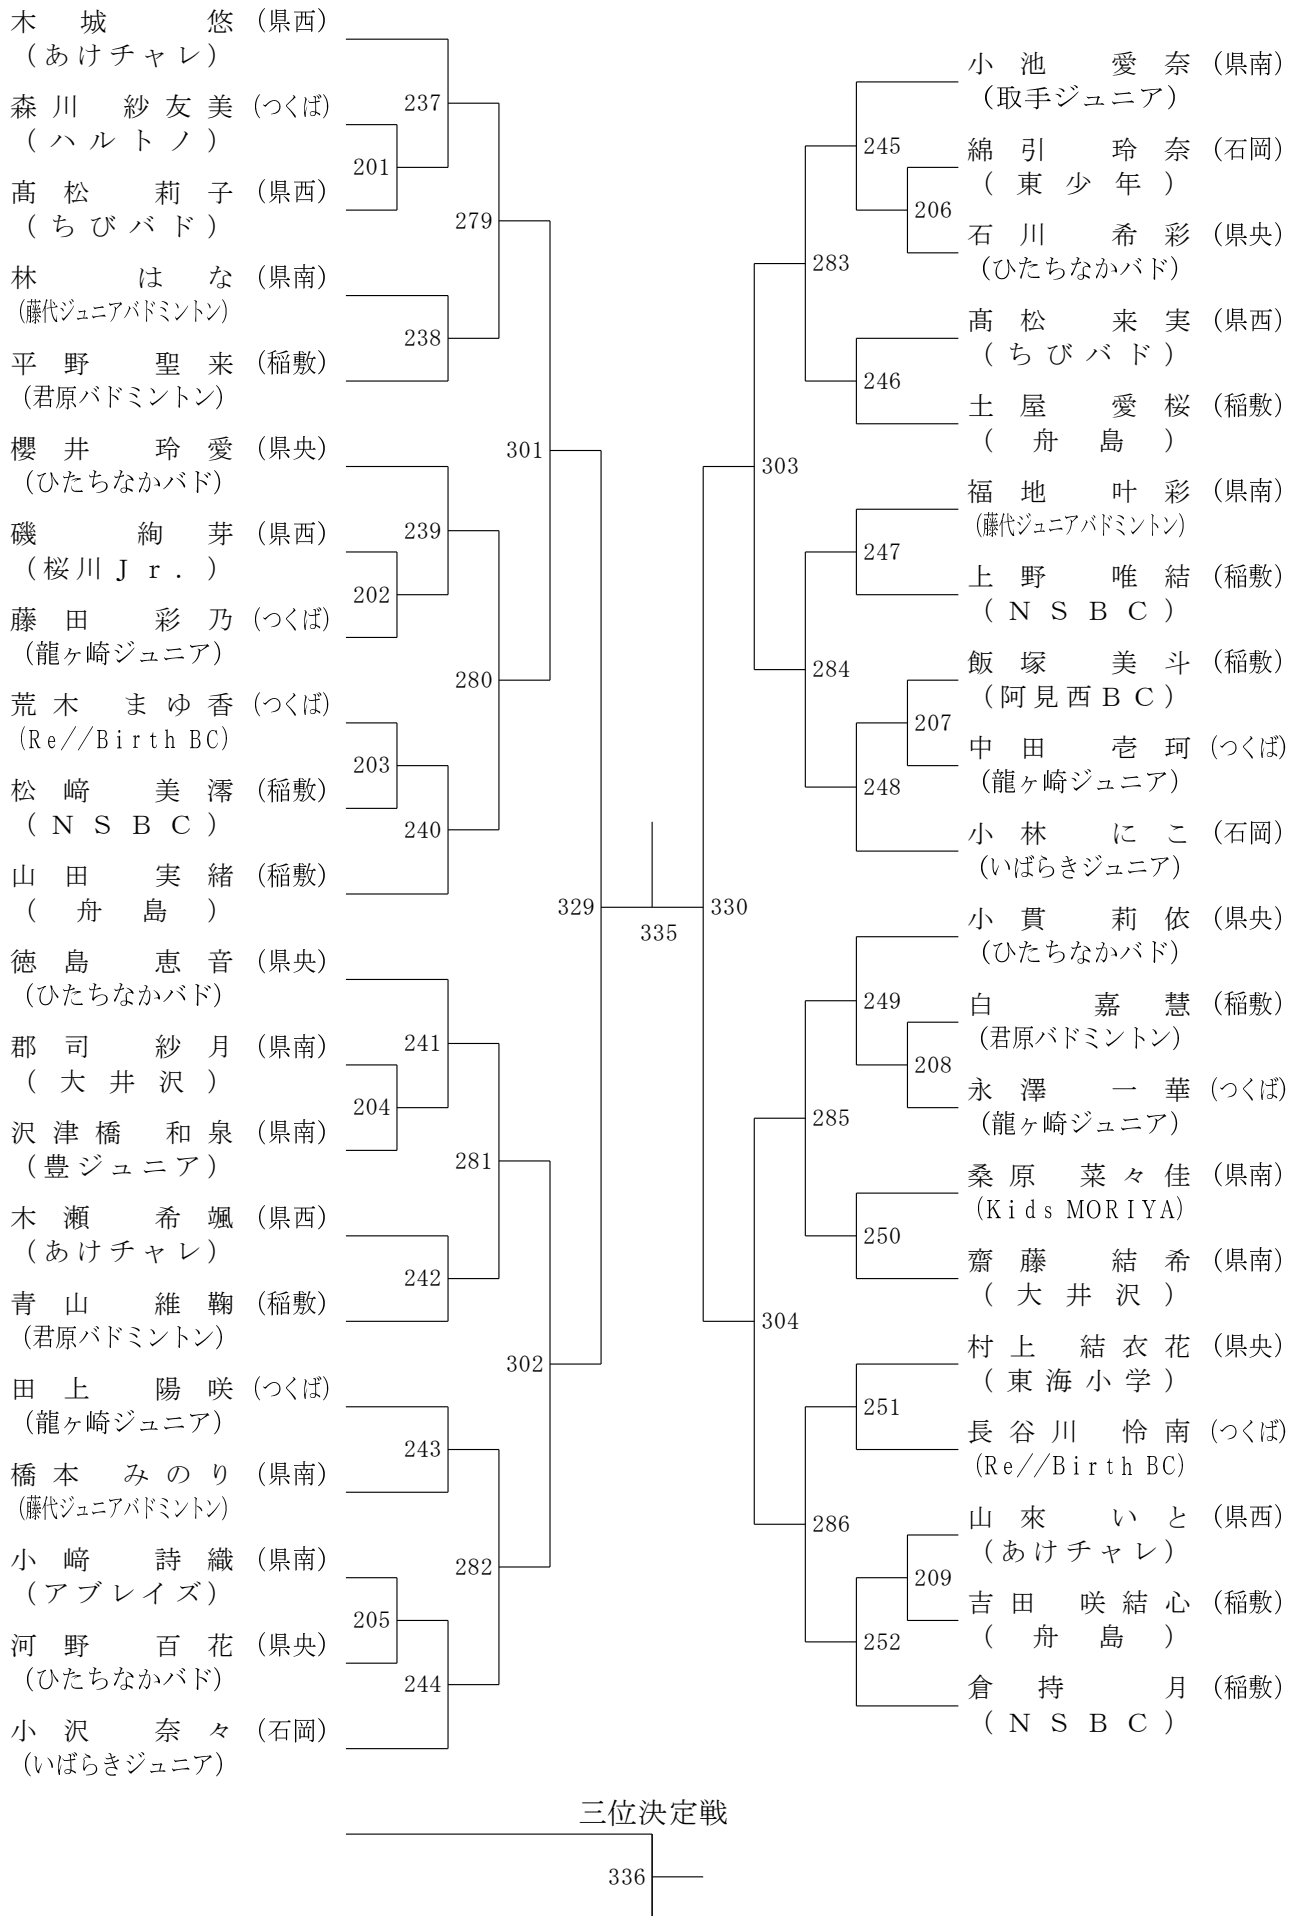 木城 悠 (県西)
(あけチャレ)
森川 紗友美 (つくば)
(ハルトノ)
髙松 莉子 (県西)
(ちびバド)
林 はな (県南)
(藤代ジュニアバドミントン)
平野 聖来 (稲敷)
(君原バドミントン)
櫻井 玲愛 (県央)
(ひたちなかバド)
磯 絢芽 (県西)
(桜川Jr.)
藤田 彩乃 (つくば)
(龍ヶ崎ジュニア)
荒木 まゆ香 (つくば)
(Re//Birth BC)
松﨑 美澪 (稲敷)
(NSBC)
山田 実緒 (稲敷)
(舟島)
徳島 恵音 (県央)
(ひたちなかバド)
郡司 紗月 (県南)
(大井沢)
沢津橋 和泉 (県南)
(豊ジュニア)
木瀬 希颯 (県西)
(あけチャレ)
青山 維鞠 (稲敷)
(君原バドミントン)
田上 陽咲 (つくば)
(龍ヶ崎ジュニア)
橋本 みのり (県南)
(藤代ジュニアバドミントン)
小﨑 詩織 (県南)
(アブレイズ)
河野 百花 (県央)
(ひたちなかバド)
小沢 奈々 (石岡)
(いばらきジュニア)
201
202
203
204
205
237
238
239
240
241
242
243
244
279
280
281
282
301
302
329
335
330
303
304
283
284
285
286
245
246
247
248
249
250
251
252
206
207
208
209
小池 愛奈 (県南)
(取手ジュニア)
綿引 玲奈 (石岡)
(東少年)
石川 希彩 (県央)
(ひたちなかバド)
髙松 来実 (県西)
(ちびバド)
土屋 愛桜 (稲敷)
(舟島)
福地 叶彩 (県南)
(藤代ジュニアバドミントン)
上野 唯結 (稲敷)
(NSBC)
飯塚 美斗 (稲敷)
(阿見西BC)
中田 壱珂 (つくば)
(龍ヶ崎ジュニア)
小林 にこ (石岡)
(いばらきジュニア)
小貫 莉依 (県央)
(ひたちなかバド)
白 嘉慧 (稲敷)
(君原バドミントン)
永澤 一華 (つくば)
(龍ヶ崎ジュニア)
桑原 菜々佳 (県南)
(Kids MORIYA)
齋藤 結希 (県南)
(大井沢)
村上 結衣花 (県央)
(東海小学)
長谷川 怜南 (つくば)
(Re//Birth BC)
山來 いと (県西)
(あけチャレ)
吉田 咲結心 (稲敷)
(舟島)
倉持 月 (稲敷)
(NSBC)
三位決定戦
336